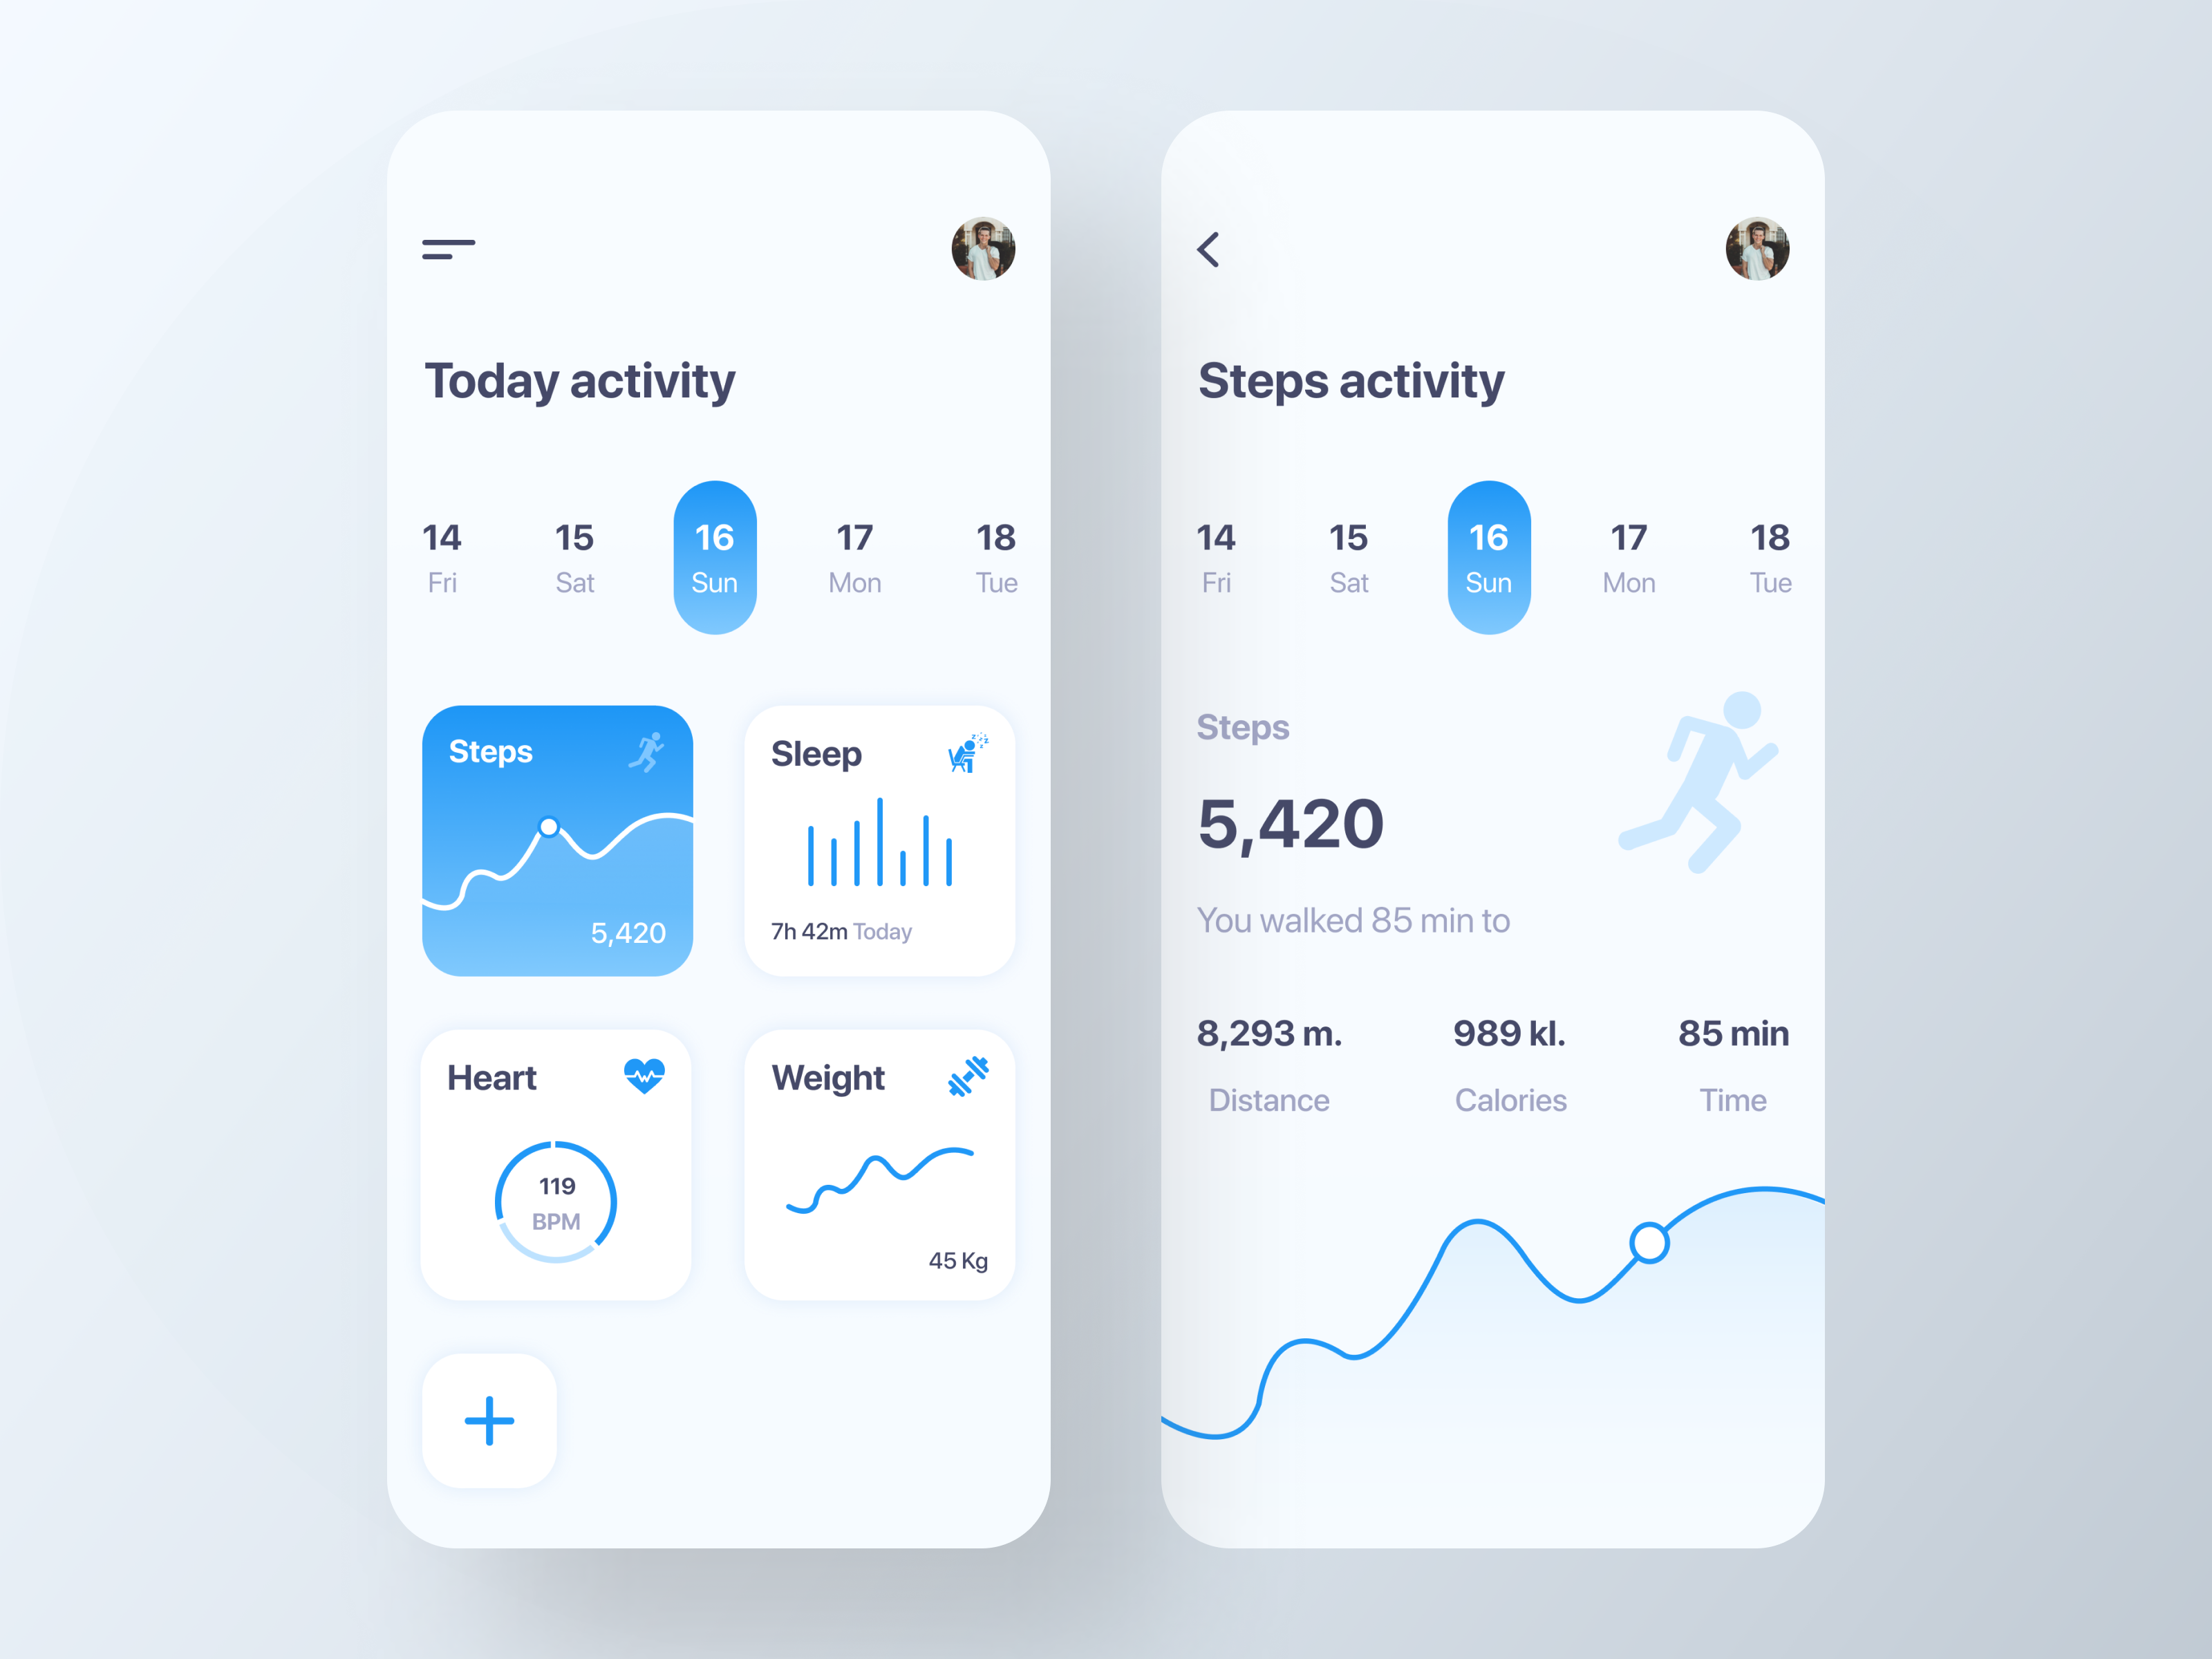 Today activity
14 15 16 17 18
Fri Sat Sun Mon Tue
Steps
5,420
Sleep
7h 42m Today
Heart
119
BPM
Weight
45 Kg
Steps activity
14 15 16 17 18
Fri Sat Sun Mon Tue
Steps
5,420
You walked 85 min to
8,293 m. 989 kl. 85 min
Distance Calories Time